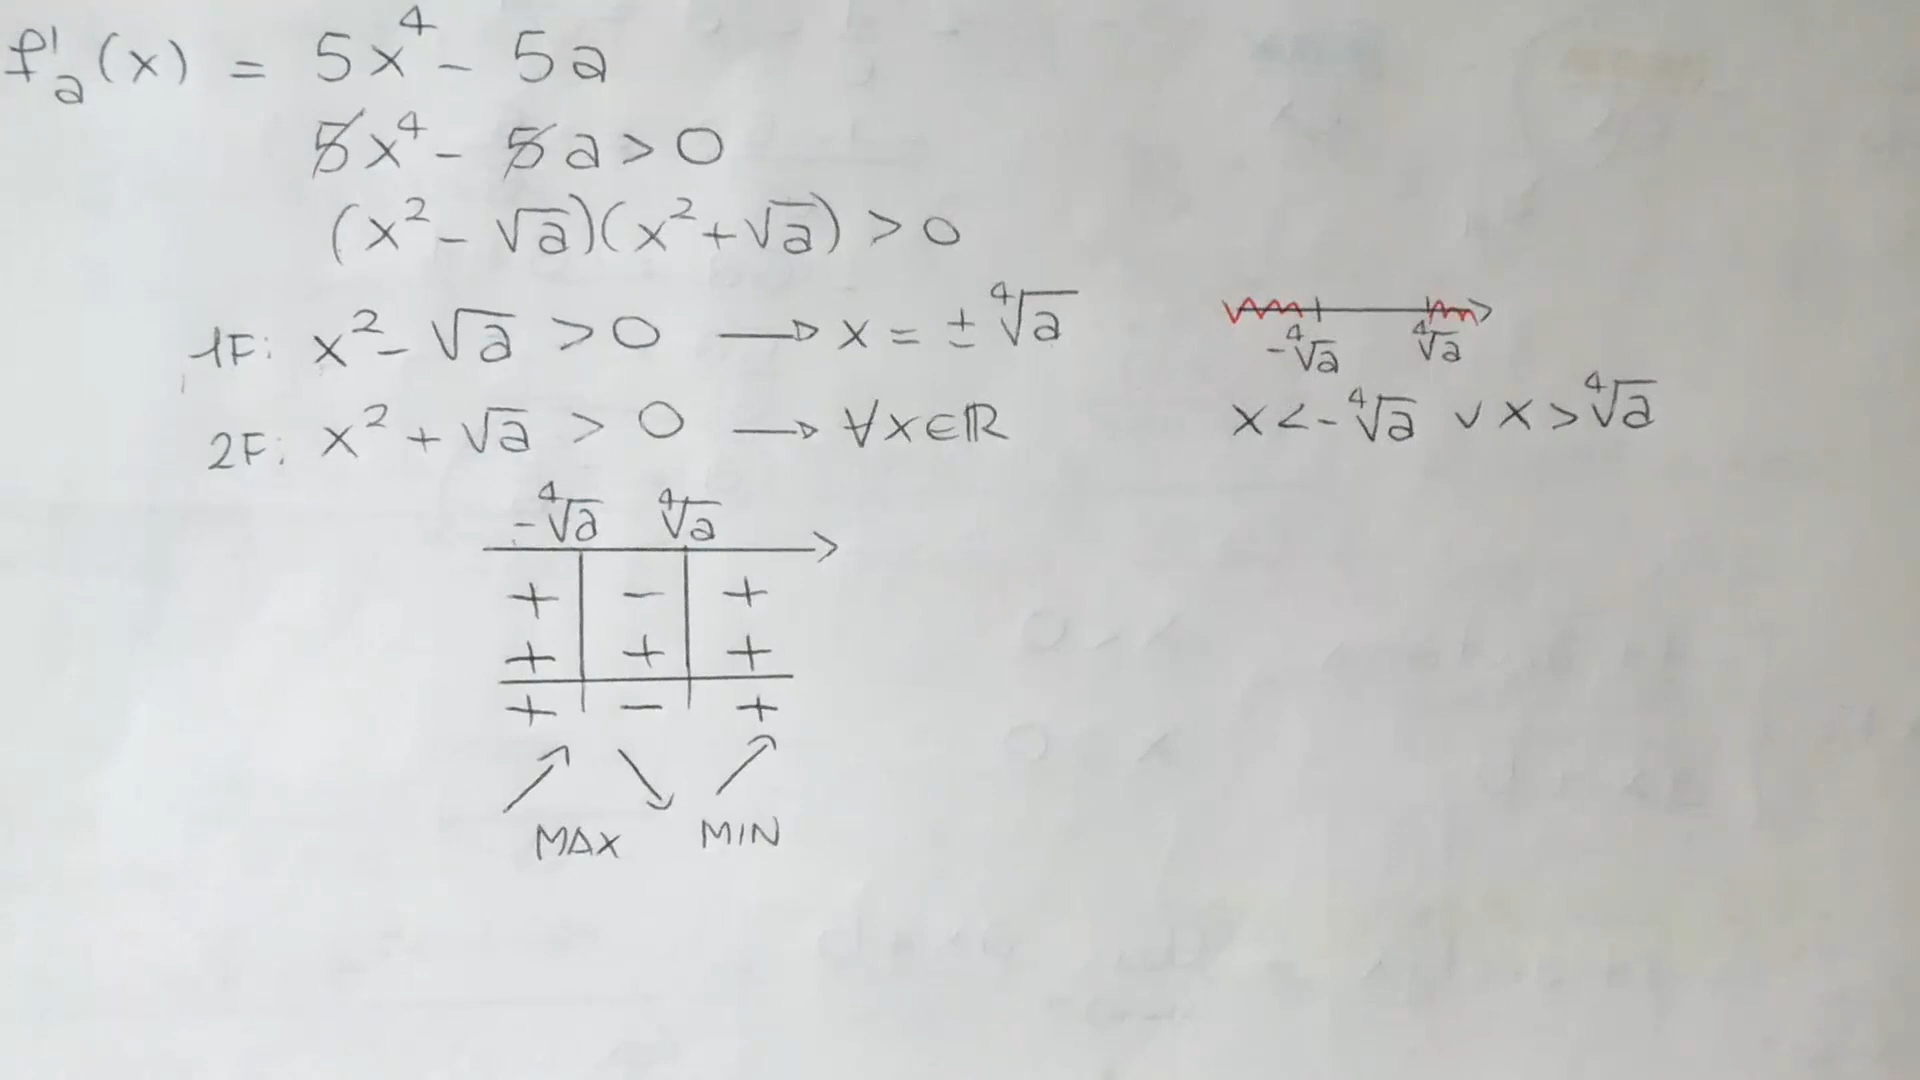 f'ₐ(x) = 5x⁴ - 5a
5x⁴ - 5a > 0
(x² - √a)(x² + √a) > 0
1F: x² - √a > 0 → x = ± ⁴√a
-⁴√a ⁴√a
x < -⁴√a ∨ x > ⁴√a
2F: x² + √a > 0 → ∀x∈ℝ
-⁴√a ⁴√a
+ - +
+ + +
+ - +
↗ ↘ ↗
MAX MIN